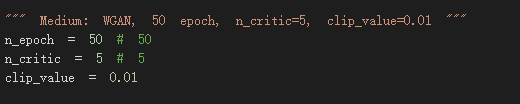 """ Medium: WGAN, 50 epoch, n_critic=5, clip_value=0.01 """
n_epoch = 50 # 50
n_critic = 5 # 5
clip_value = 0.01